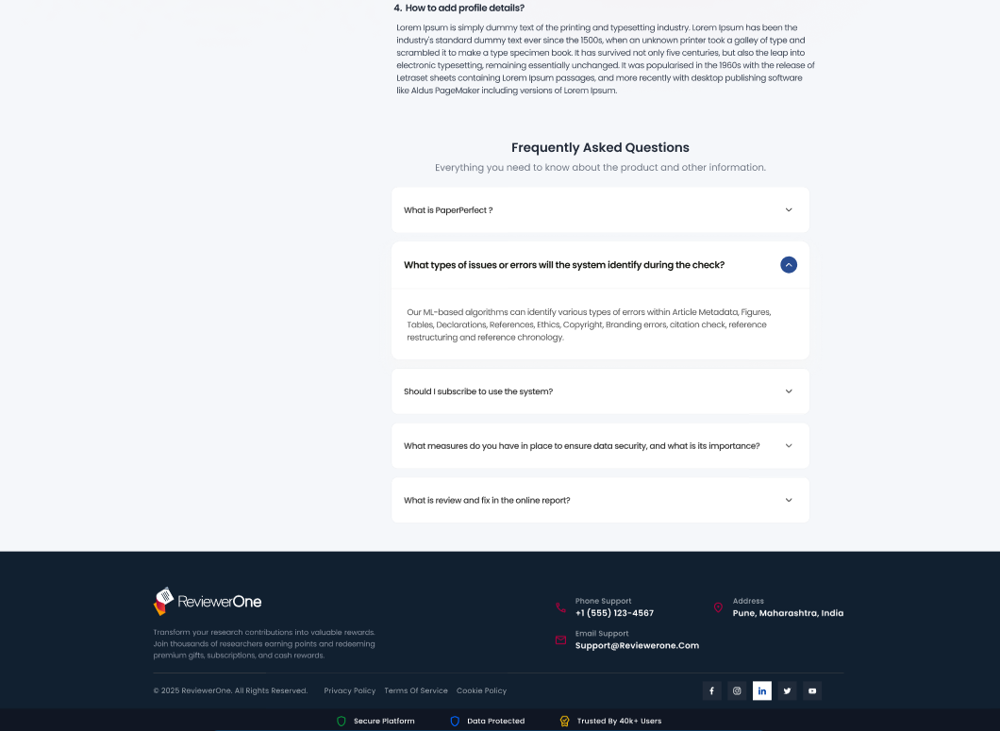 4. How to add profile details?
Lorem Ipsum is simply dummy text of the printing and typesetting industry. Lorem Ipsum has been the
industry's standard dummy text ever since the 1500s, when an unknown printer took a galley of type and
scrambled it to make a type specimen book. It has survived not only five centuries, but also the leap into
electronic typesetting, remaining essentially unchanged. It was popularised in the 1960s with the release of
Letraset sheets containing Lorem Ipsum passages, and more recently with desktop publishing software
like Aldus PageMaker including versions of Lorem Ipsum.
Frequently Asked Questions
Everything you need to know about the product and other information.
What is PaperPerfect ?
What types of issues or errors will the system identify during the check?
Our ML-based algorithms can identify various types of errors within Article Metadata, Figures,
Tables, Declarations, References, Ethics, Copyright, Branding errors, citation check, reference
restructuring and reference chronology.
Should I subscribe to use the system?
What measures do you have in place to ensure data security, and what is its importance?
What is review and fix in the online report?
ReviewerOne
Transform your research contributions into valuable rewards.
Join thousands of researchers earning points and redeeming
premium gifts, subscriptions, and cash rewards.
Phone Support
+1 (555) 123-4567
Email Support
Support@Reviewerone.Com
Address
Pune, Maharashtra, India
© 2025 ReviewerOne. All Rights Reserved. Privacy Policy Terms Of Service Cookie Policy
Secure Platform Data Protected Trusted By 40k+ Users